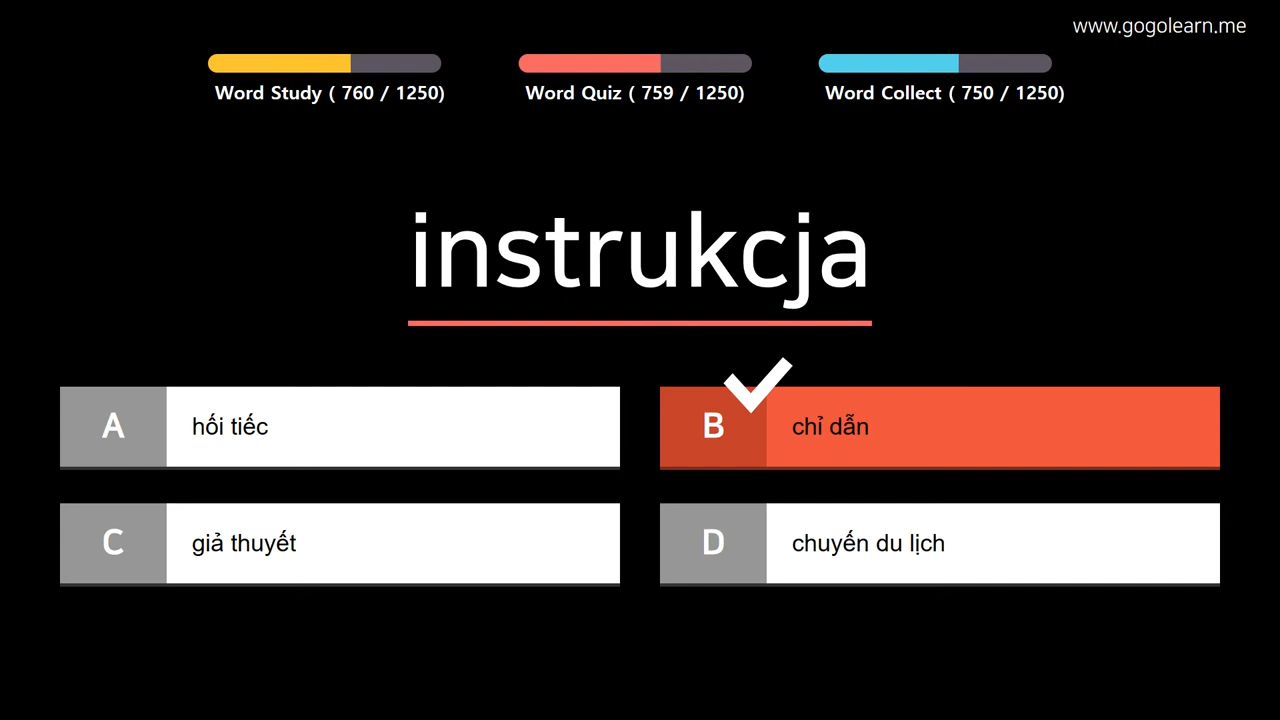 www.gogolearn.me
Word Study ( 760 / 1250)
Word Quiz ( 759 / 1250)
Word Collect ( 750 / 1250)
instrukcja
A hối tiếc
B chỉ dẫn
C giả thuyết
D chuyến du lịch